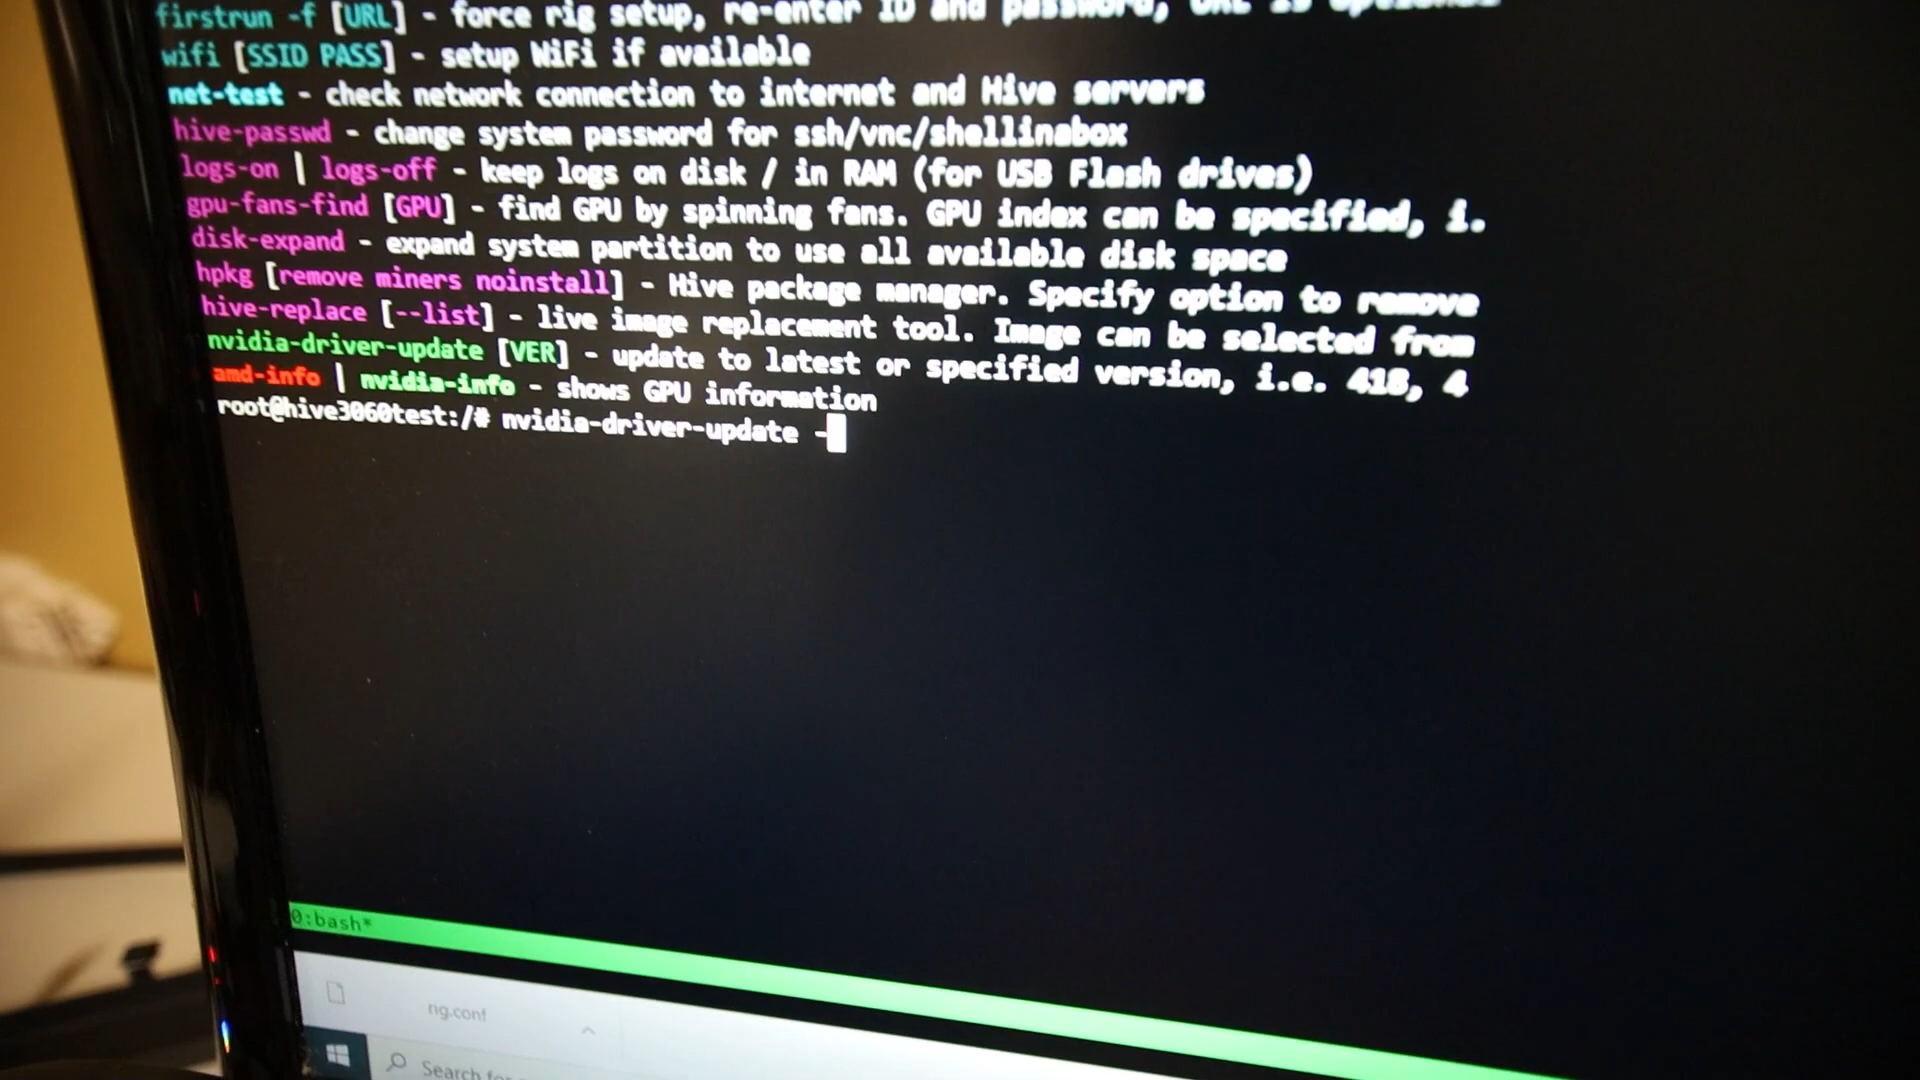 firstrun -f [URL] - force rig setup, re-enter ID and password, URL is optional
wifi [SSID PASS] - setup WiFi if available
net-test - check network connection to internet and Hive servers
hive-passwd - change system password for ssh/vnc/shellinabox
logs-on | logs-off - keep logs on disk / in RAM (for USB Flash drives)
gpu-fans-find [GPU] - find GPU by spinning fans. GPU index can be specified, i.
disk-expand - expand system partition to use all available disk space
hpkg [remove miners noinstall] - Hive package manager. Specify option to remove
hive-replace [--list] - live image replacement tool. Image can be selected from
nvidia-driver-update [VER] - update to latest or specified version, i.e. 418, 4
amd-info | nvidia-info - shows GPU information
root@hive3060test:/# nvidia-driver-update -
0:bash*
ng.conf
Search for